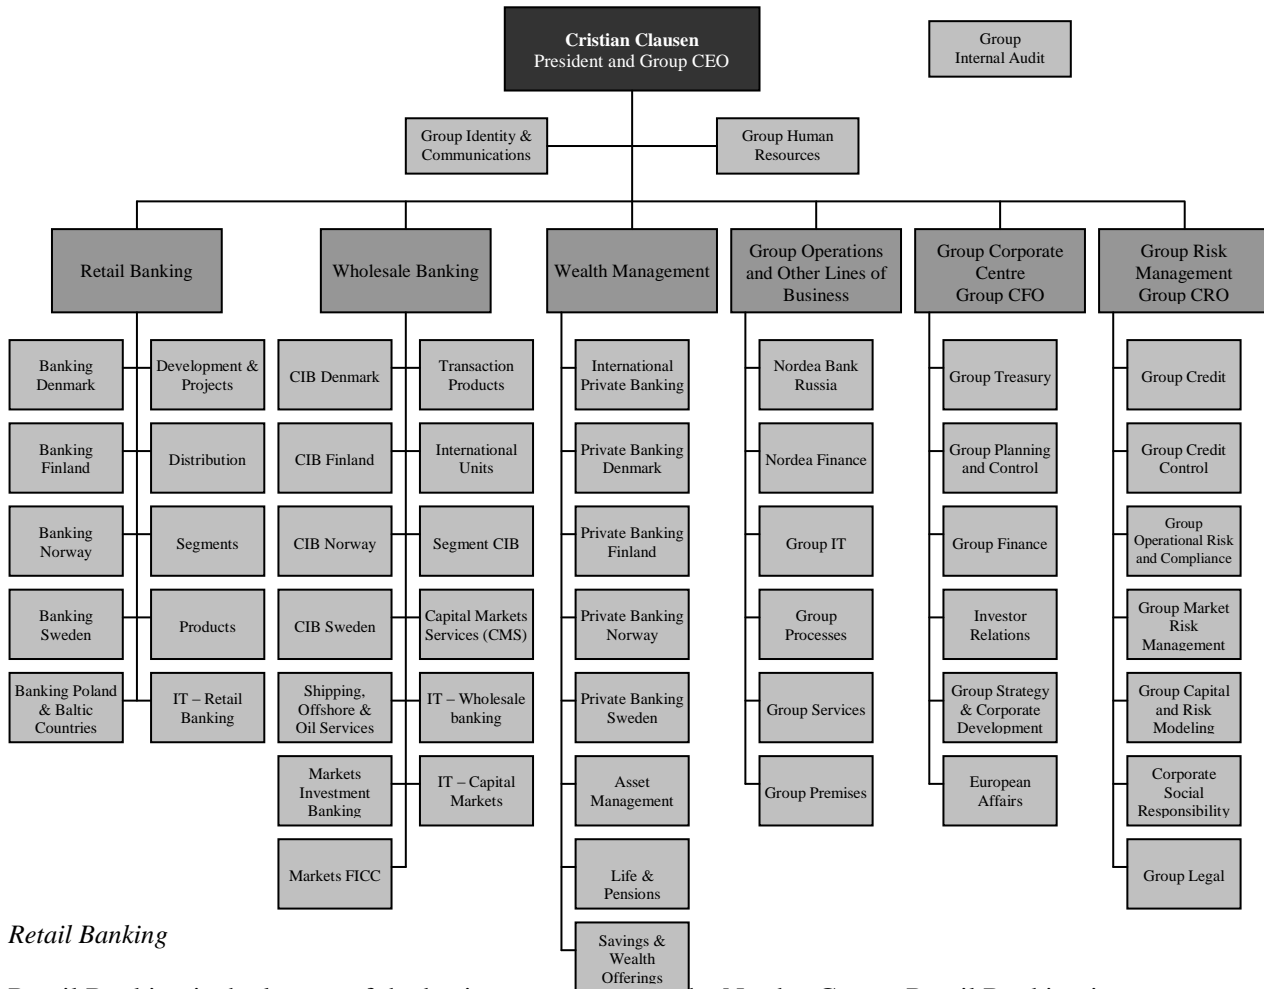 Cristian Clausen
President and Group CEO
Group
Internal Audit
Group Identity &
Communications
Group Human
Resources
Retail Banking
Wholesale Banking
Wealth Management
Group Operations
and Other Lines of
Business
Group Corporate
Centre
Group CFO
Group Risk
Management
Group CRO
Banking
Denmark
Development &
Projects
Banking
Finland
Distribution
Banking
Norway
Segments
Banking
Sweden
Products
Banking Poland
& Baltic
Countries
IT – Retail
Banking
CIB Denmark
Transaction
Products
CIB Finland
International
Units
CIB Norway
Segment CIB
CIB Sweden
Capital Markets
Services (CMS)
Shipping,
Offshore &
Oil Services
IT – Wholesale
banking
Markets
Investment
Banking
IT – Capital
Markets
Markets FICC
International
Private Banking
Private Banking
Denmark
Private Banking
Finland
Private Banking
Norway
Private Banking
Sweden
Asset
Management
Life &
Pensions
Savings &
Wealth
Offerings
Nordea Bank
Russia
Nordea Finance
Group IT
Group
Processes
Group Services
Group Premises
Group Treasury
Group Planning
and Control
Group Finance
Investor
Relations
Group Strategy
& Corporate
Development
European
Affairs
Group Credit
Group Credit
Control
Group
Operational Risk
and Compliance
Group Market
Risk
Management
Group Capital
and Risk
Modeling
Corporate
Social
Responsibility
Group Legal
Retail Banking